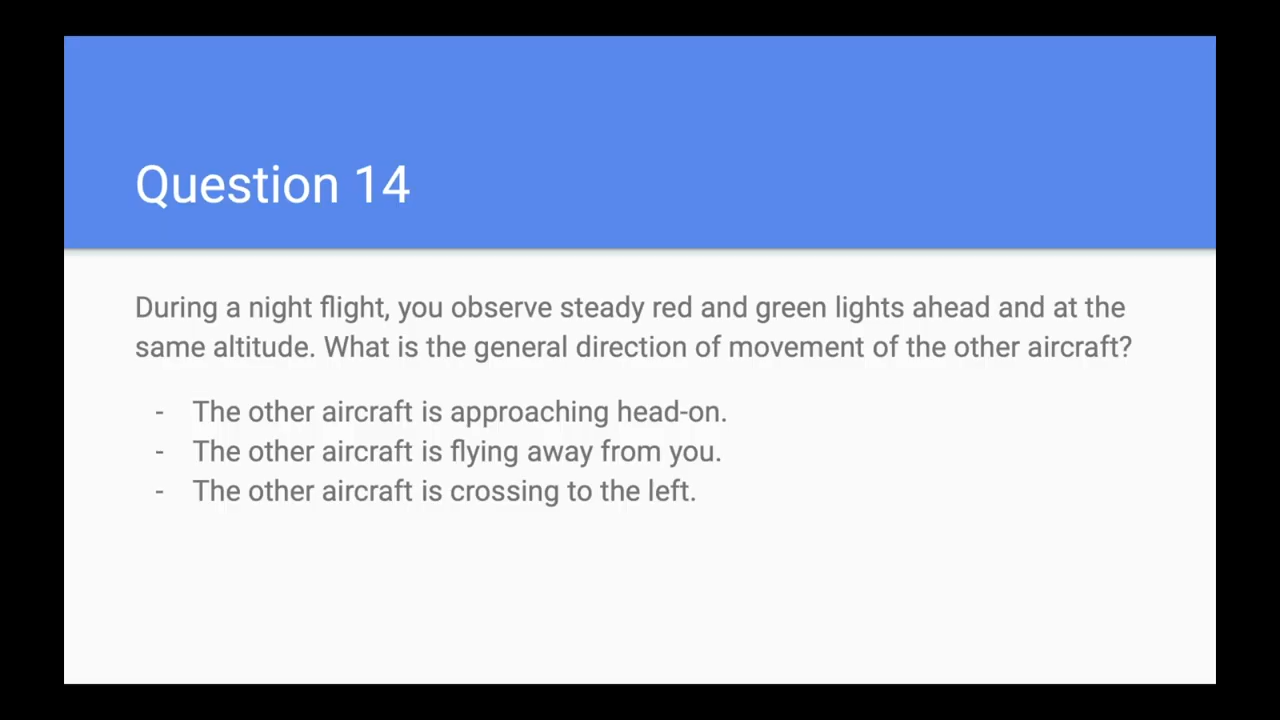 Question 14
During a night flight, you observe steady red and green lights ahead and at the
same altitude. What is the general direction of movement of the other aircraft?
- The other aircraft is approaching head-on.
- The other aircraft is flying away from you.
- The other aircraft is crossing to the left.